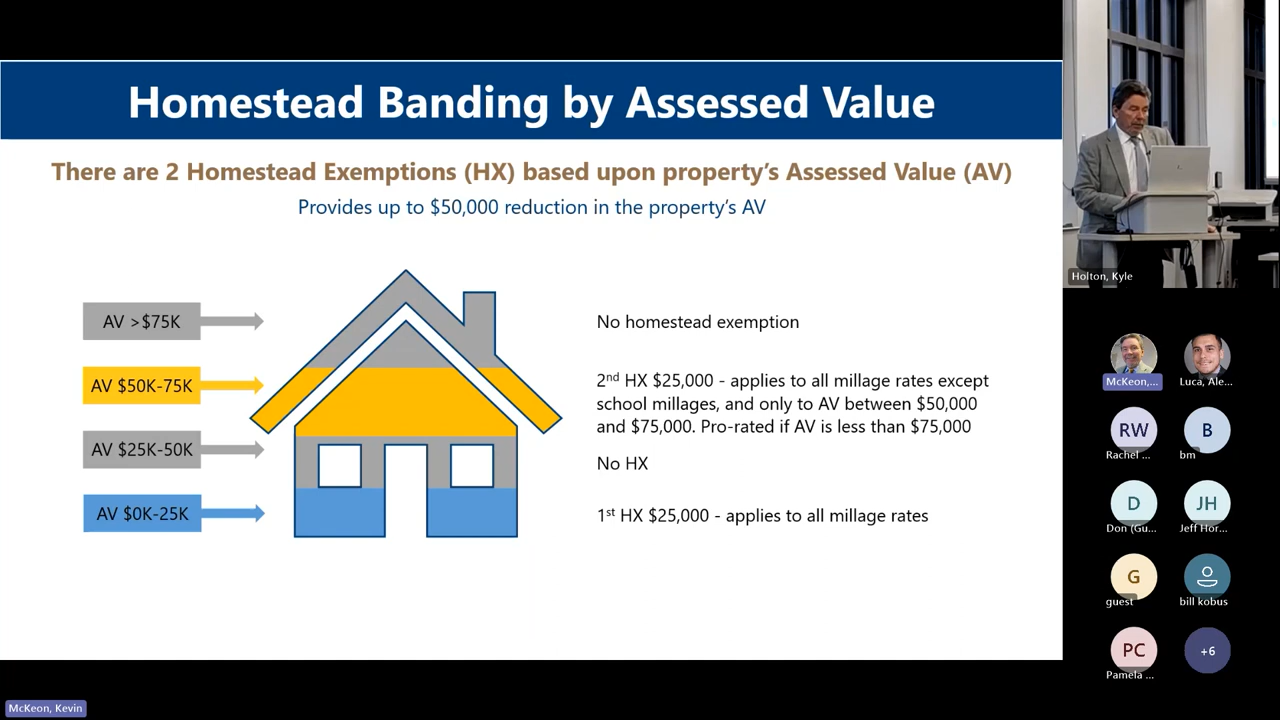 Homestead Banding by Assessed Value
There are 2 Homestead Exemptions (HX) based upon property's Assessed Value (AV)
Provides up to $50,000 reduction in the property's AV
AV >$75K
No homestead exemption
AV $50K-75K
2nd HX $25,000 - applies to all millage rates except
school millages, and only to AV between $50,000
and $75,000. Pro-rated if AV is less than $75,000
AV $25K-50K
No HX
AV $0K-25K
1st HX $25,000 - applies to all millage rates
Holton, Kyle
McKeon,...
Luca, Ale...
RW
Rachel ...
B
bm
D
Don (Gu...
JH
Jeff Hor...
G
guest
bill kobus
PC
Pamela ...
+6
McKeon, Kevin